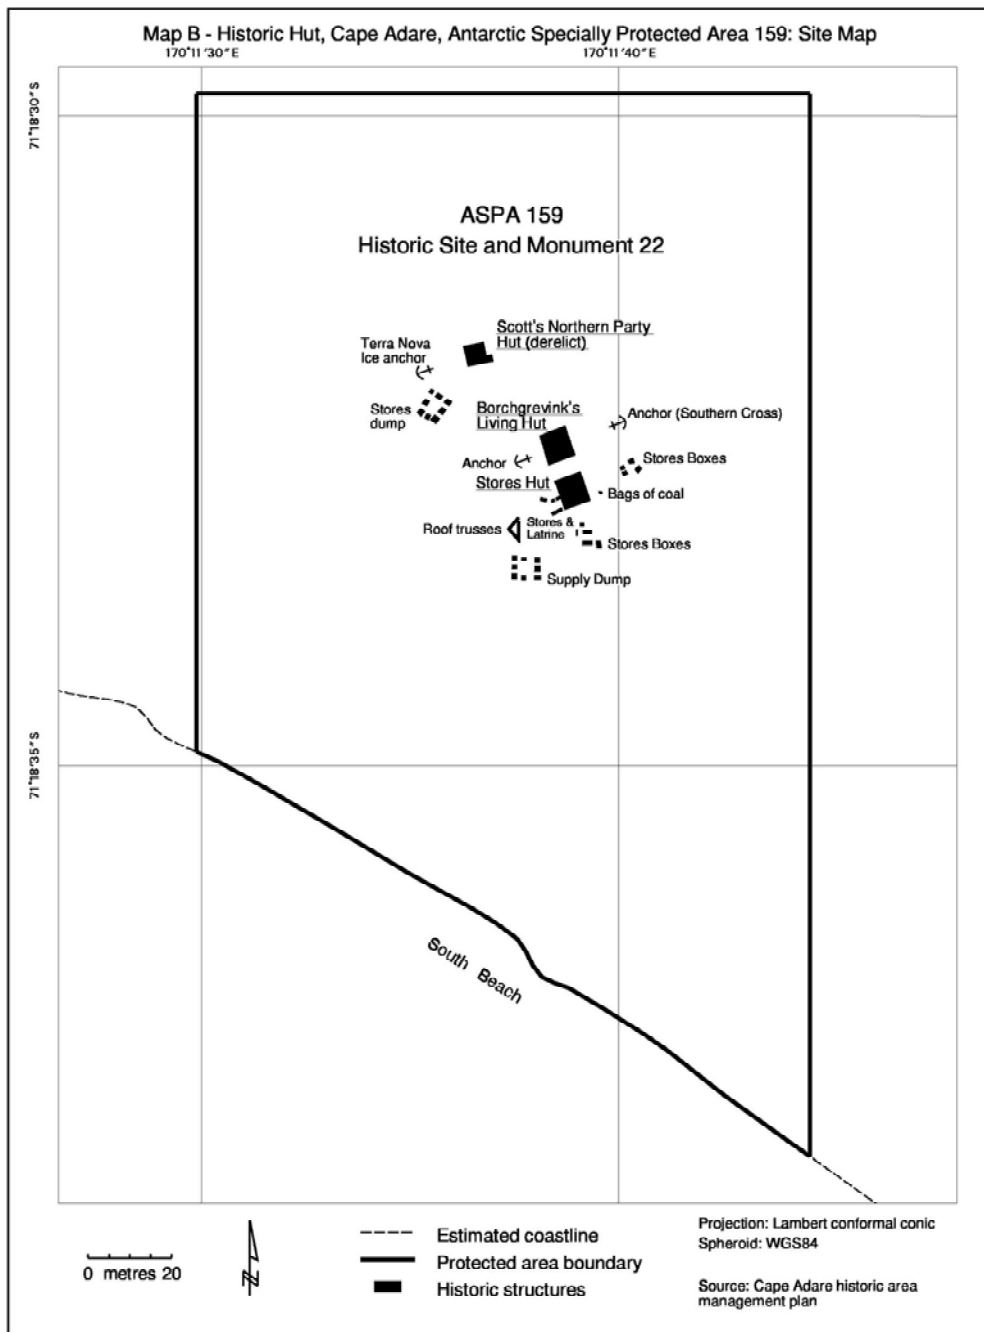 Map B - Historic Hut, Cape Adare, Antarctic Specially Protected Area 159: Site Map
170°11'30"E
170°11'40"E
71°18'30"S
ASPA 159
Historic Site and Monument 22
Scott's Northern Party
Hut (derelict)
Terra Nova
Ice anchor
Stores
dump
Borchgrevink's
Living Hut
Anchor (Southern Cross)
Anchor
Stores Boxes
Stores Hut
Bags of coal
Roof trusses
Stores &
Latrine
Stores Boxes
Supply Dump
71°18'35"S
South Beach
0 metres 20
N
Estimated coastline
Protected area boundary
Historic structures
Projection: Lambert conformal conic
Spheroid: WGS84
Source: Cape Adare historic area
management plan